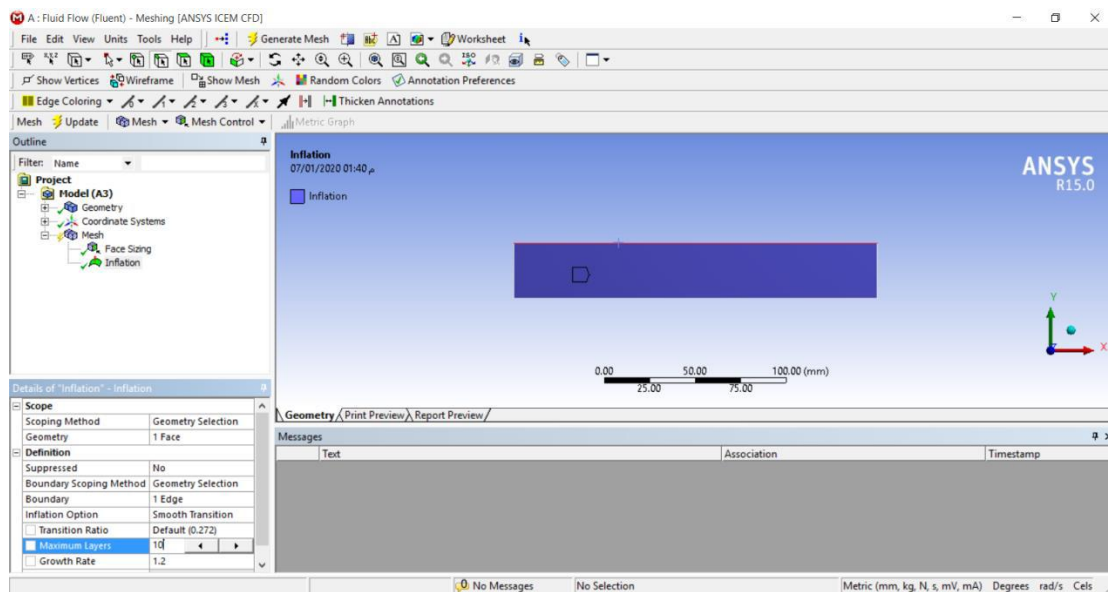 A : Fluid Flow (Fluent) - Meshing [ANSYS ICEM CFD]
File Edit View Units Tools Help Generate Mesh Worksheet
Show Vertices Wireframe Show Mesh Random Colors Annotation Preferences
Edge Coloring Thicken Annotations
Mesh Update Mesh Mesh Control Metric Graph
Outline
Filter: Name
Project
Model (A3)
Geometry
Coordinate Systems
Mesh
Face Sizing
Inflation
Inflation
07/01/2020 01:40 م
Inflation
ANSYS
R15.0
Y
X
Z
0.00 50.00 100.00 (mm)
25.00 75.00
Geometry Print Preview Report Preview
Details of "Inflation" - Inflation
Scope
Scoping Method Geometry Selection
Geometry 1 Face
Definition
Suppressed No
Boundary Scoping Method Geometry Selection
Boundary 1 Edge
Inflation Option Smooth Transition
Transition Ratio Default (0.272)
Maximum Layers 10
Growth Rate 1.2
Messages
Text Association Timestamp
0 No Messages No Selection Metric (mm, kg, N, s, mV, mA) Degrees rad/s Cels